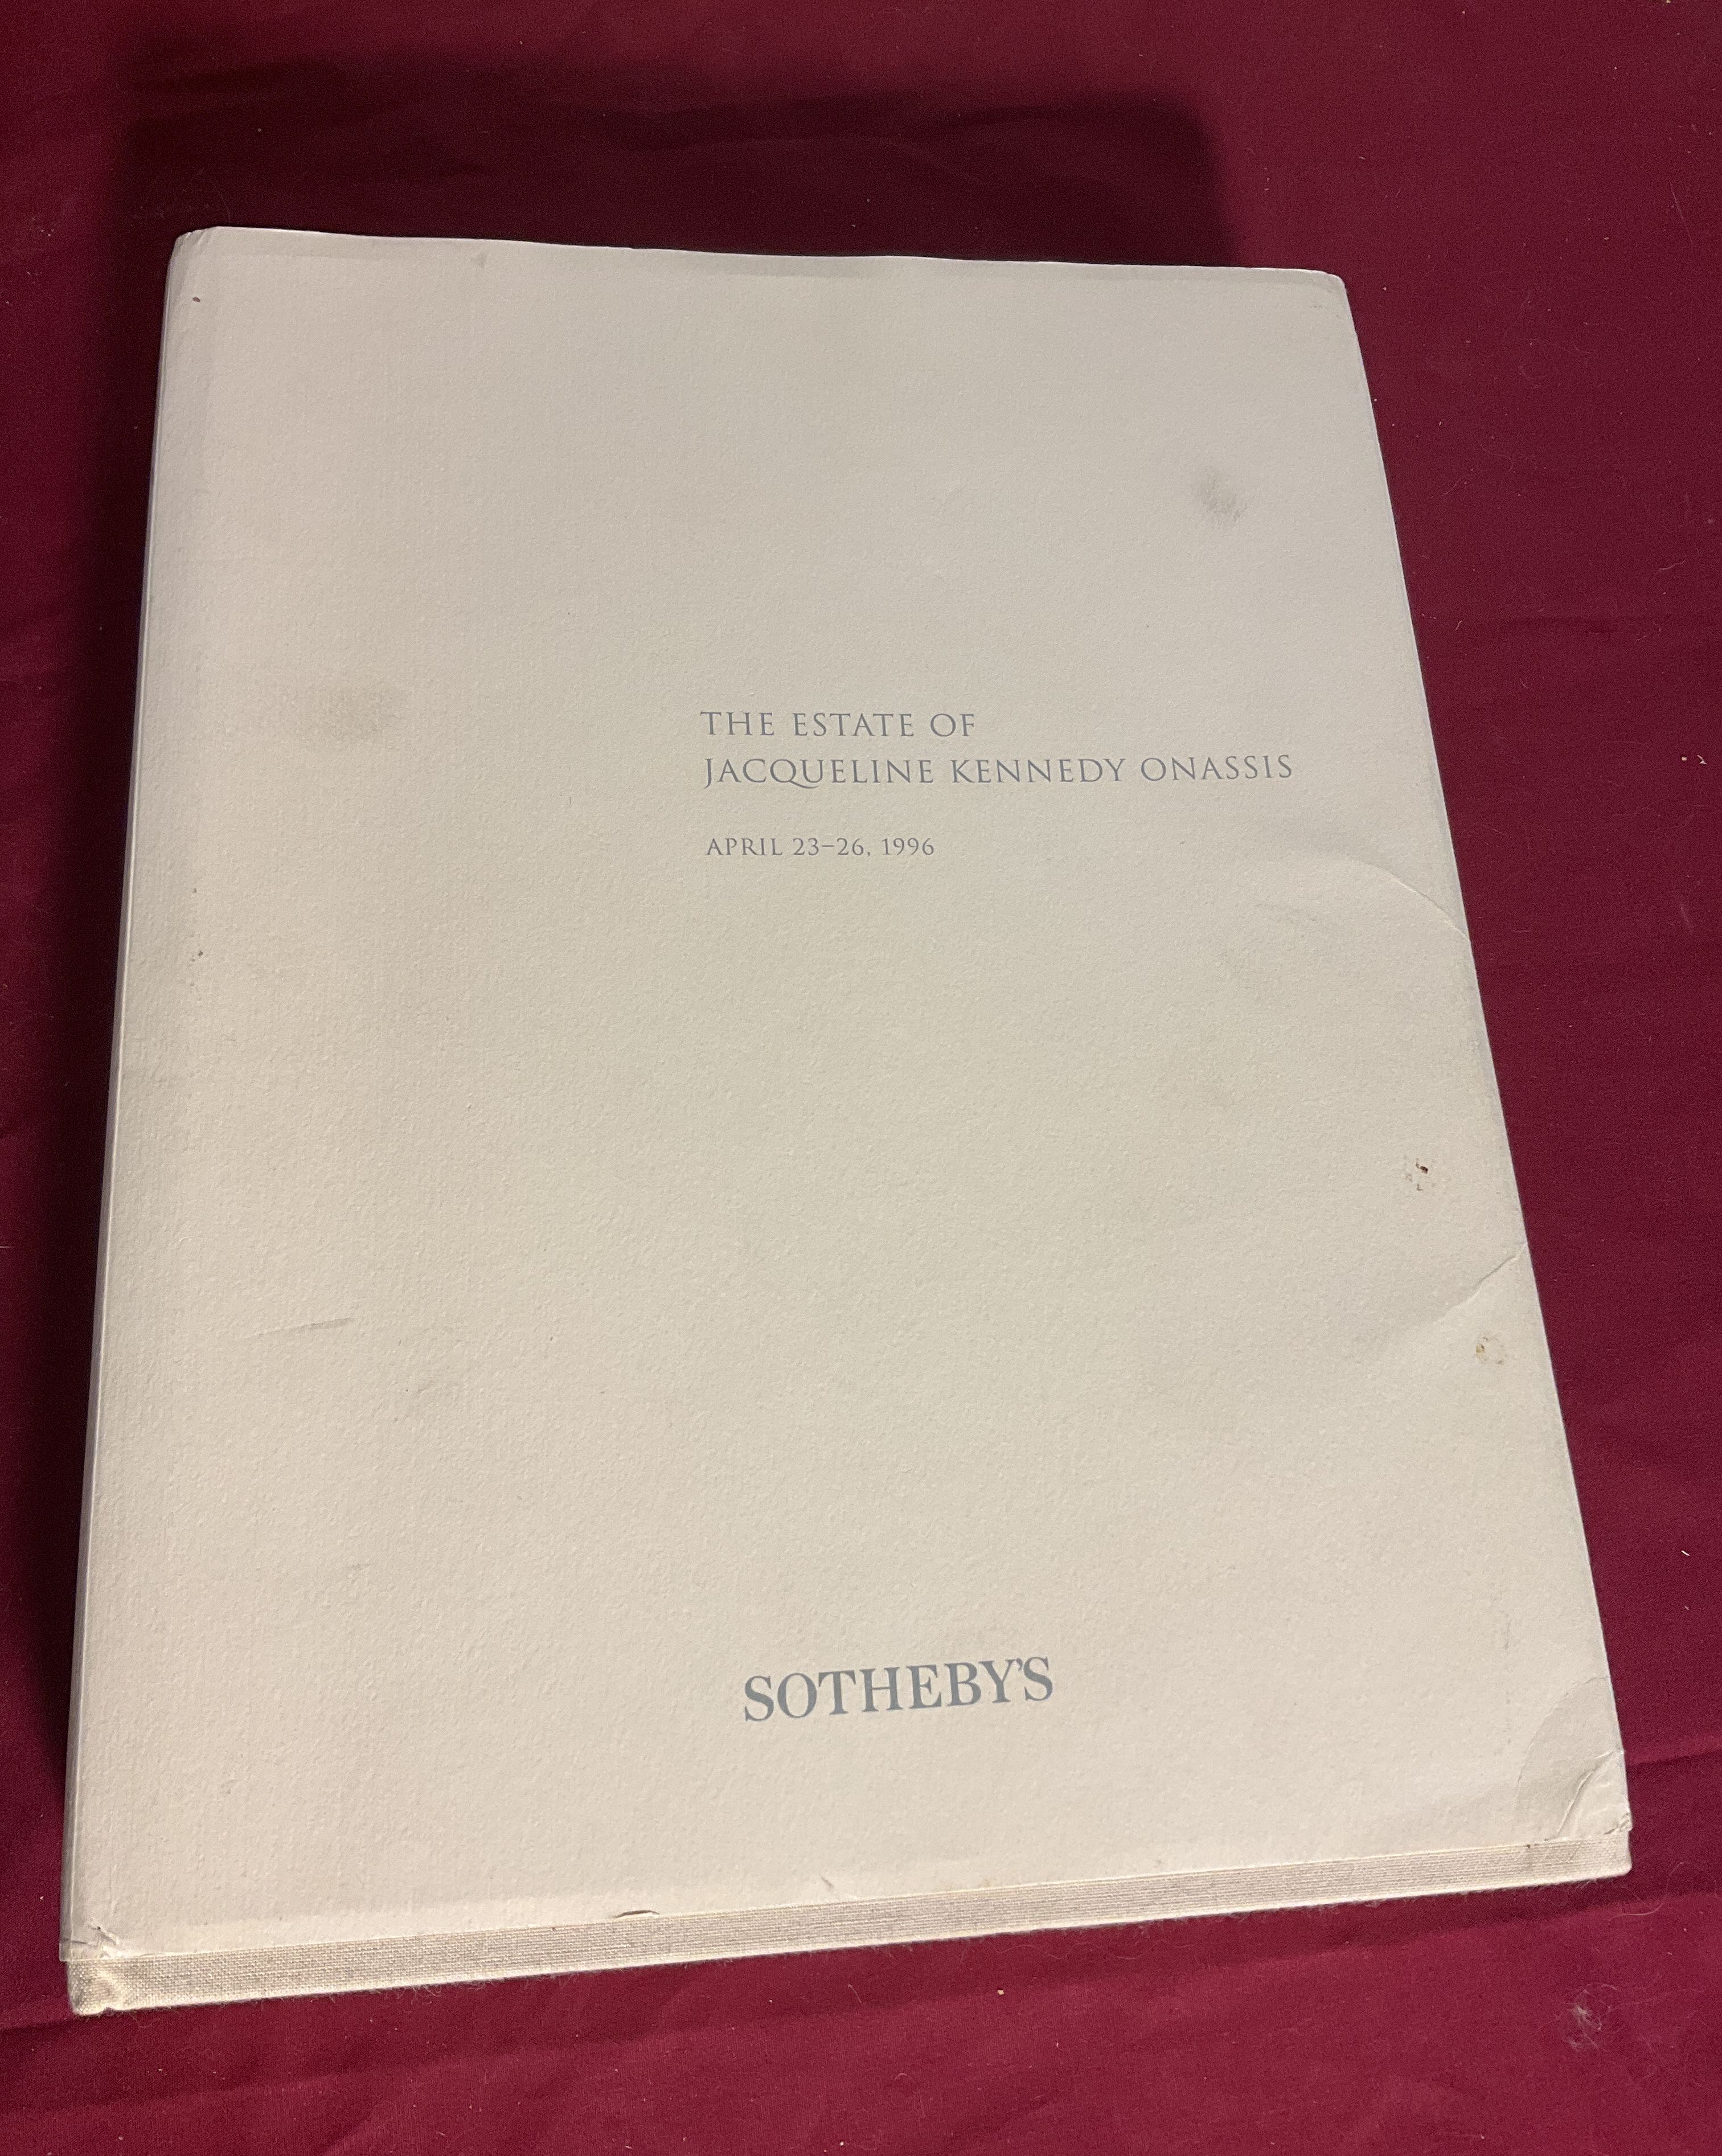 THE ESTATE OF
JACQUELINE KENNEDY ONASSIS
APRIL 23–26, 1996
SOTHEBY'S